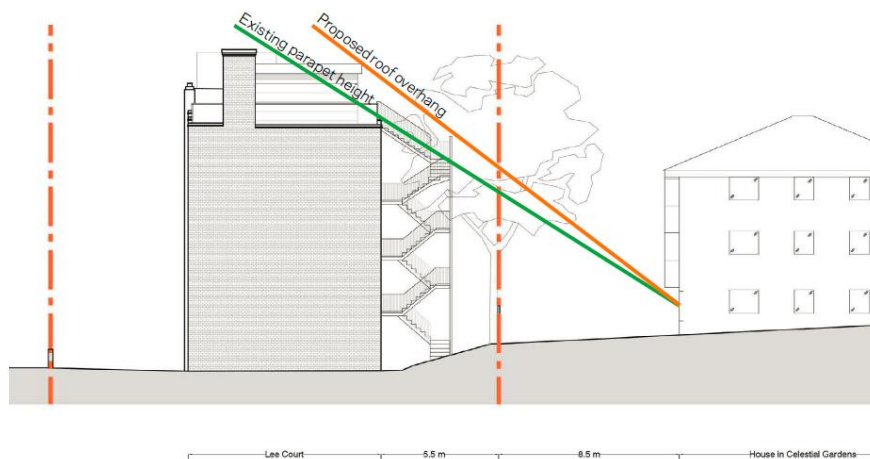 Existing parapet height
Proposed roof overhang
Lee Court 5.5 m 8.5 m House in Celestial Gardens